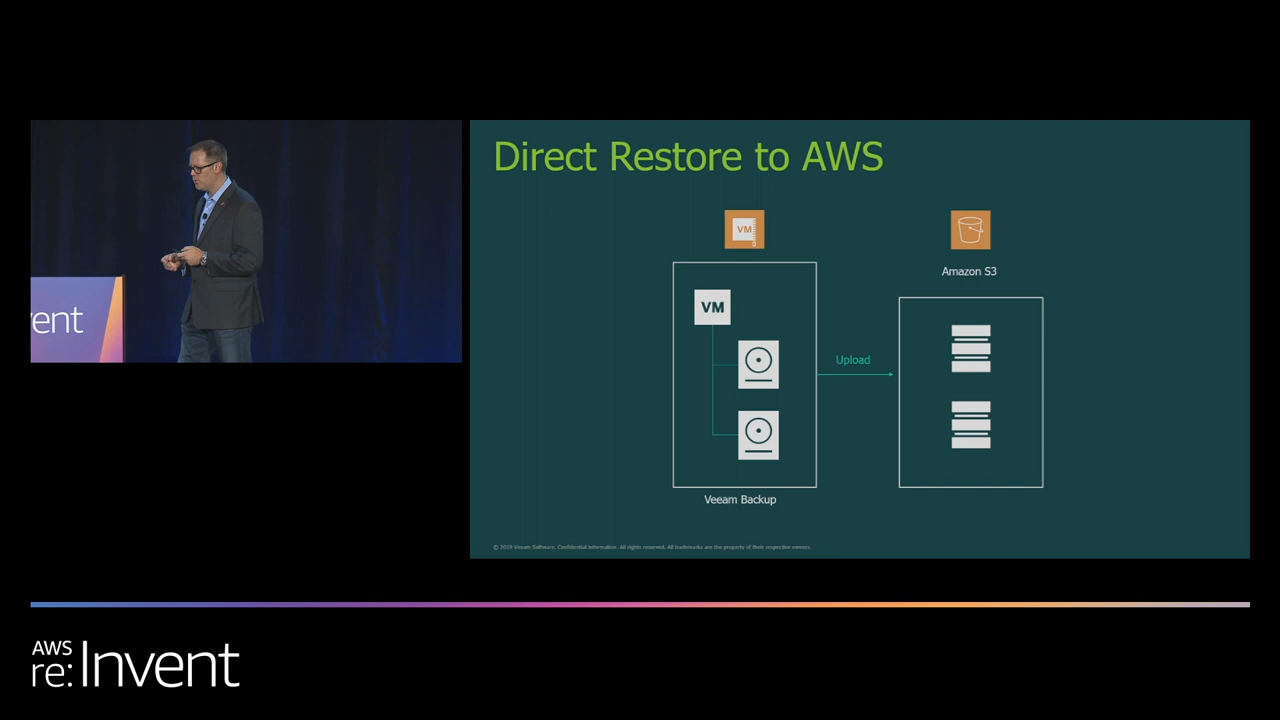 Direct Restore to AWS
VM
Amazon S3
VM
Upload
Veeam Backup
© 2019 Veeam Software. Confidential information. All rights reserved. All trademarks are the property of their respective owners.
vent
AWS
re:Invent